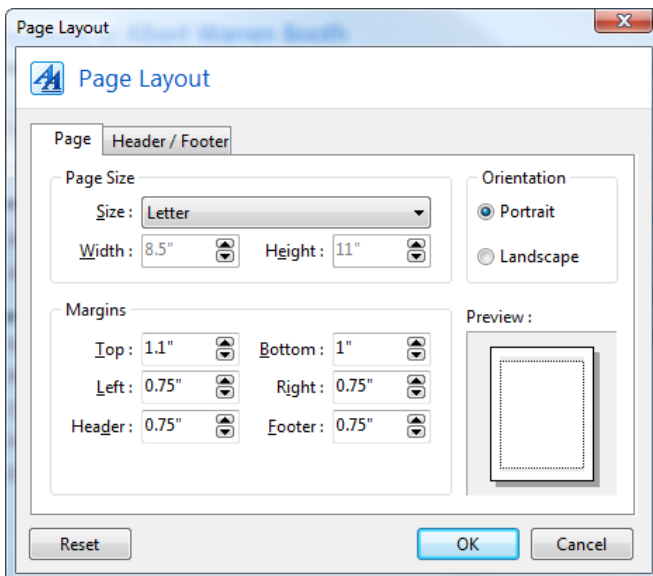 Page Layout
Page Layout
Page Header / Footer
Page Size
Size : Letter
Width : 8.5" Height : 11"
Orientation
Portrait
Landscape
Margins
Top : 1.1" Bottom : 1"
Left : 0.75" Right : 0.75"
Header : 0.75" Footer : 0.75"
Preview :
Reset OK Cancel